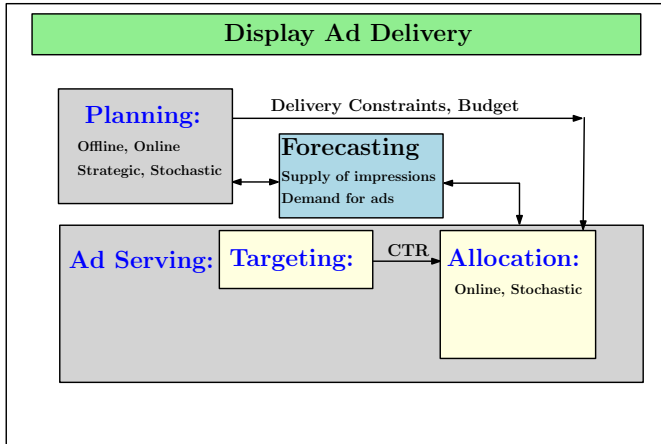 Display Ad Delivery
Planning:
Offline, Online
Strategic, Stochastic
Delivery Constraints, Budget
Forecasting
Supply of impressions
Demand for ads
Ad Serving:
Targeting:
CTR
Allocation:
Online, Stochastic